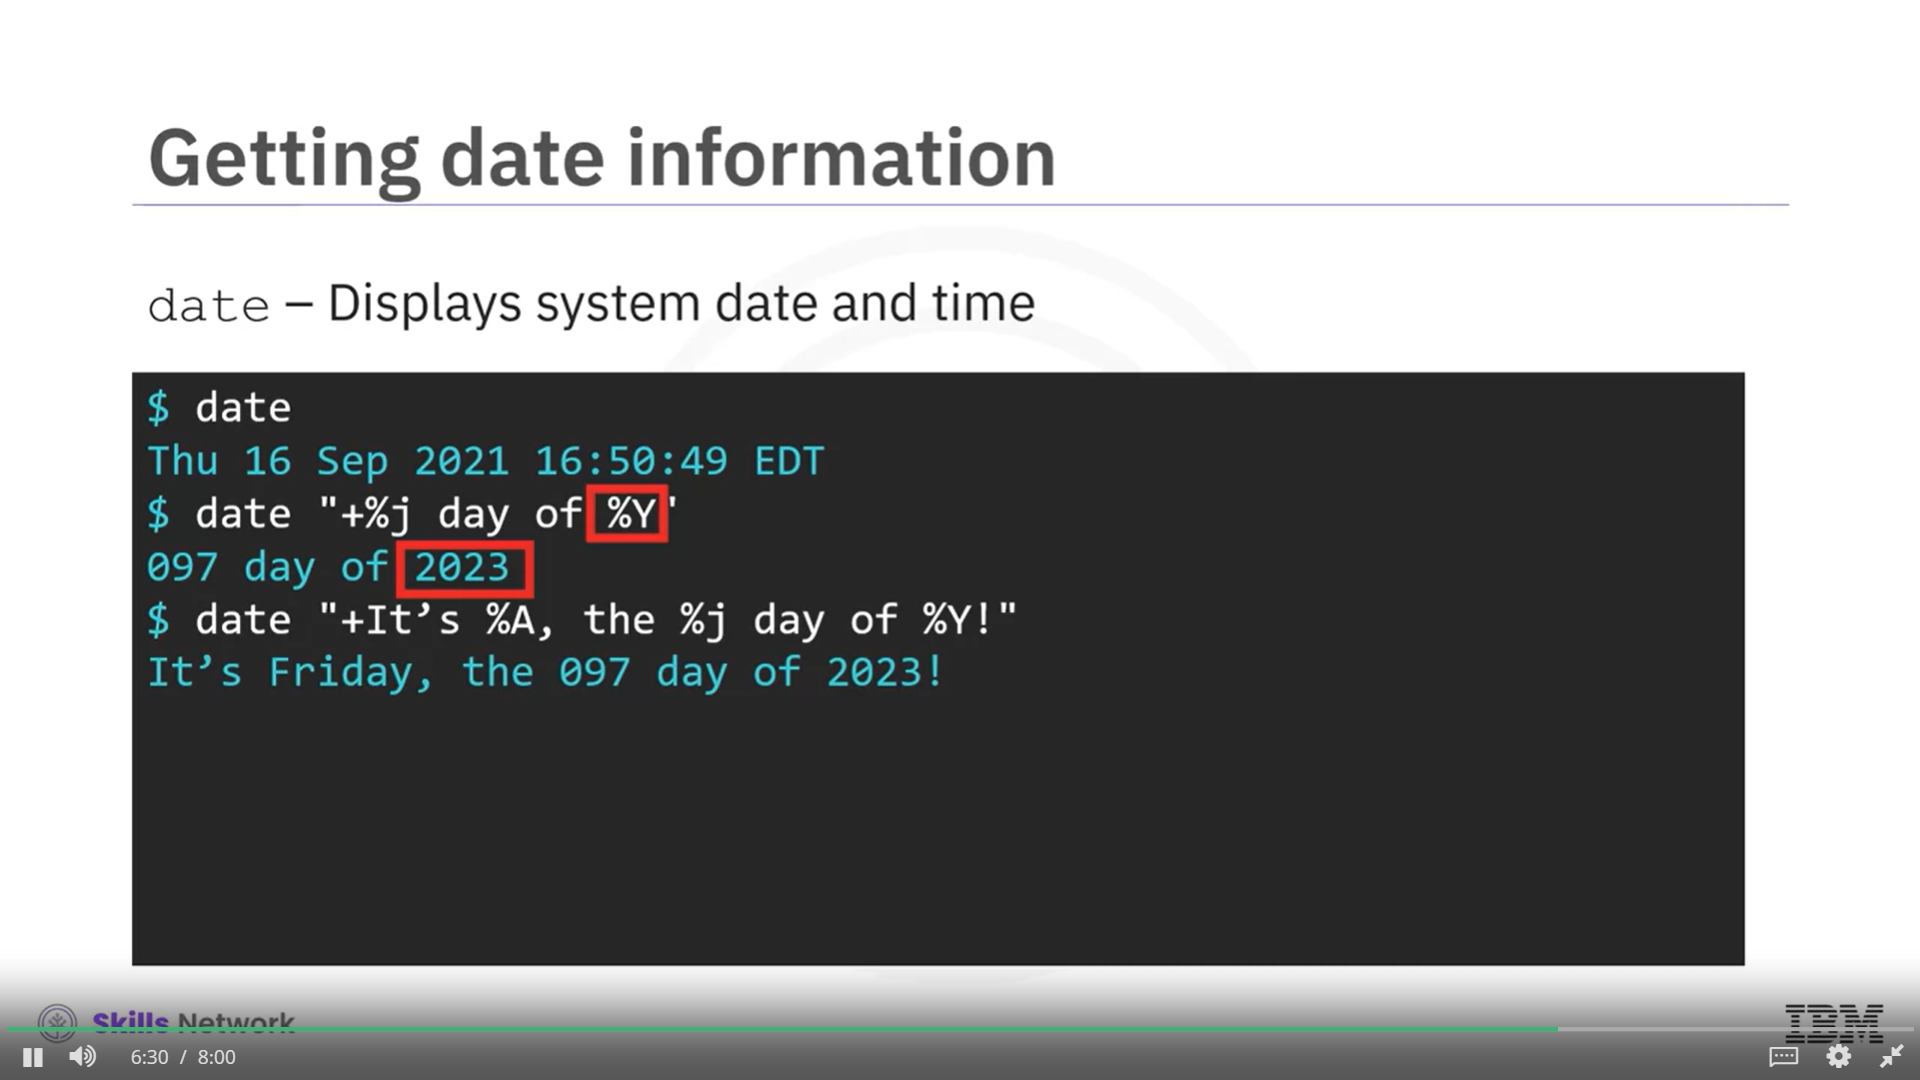 Getting date information
date – Displays system date and time
$ date
Thu 16 Sep 2021 16:50:49 EDT
$ date "+%j day of %Y'
097 day of 2023
$ date "+It’s %A, the %j day of %Y!"
It’s Friday, the 097 day of 2023!
Skills Network
IBM
6:30 / 8:00